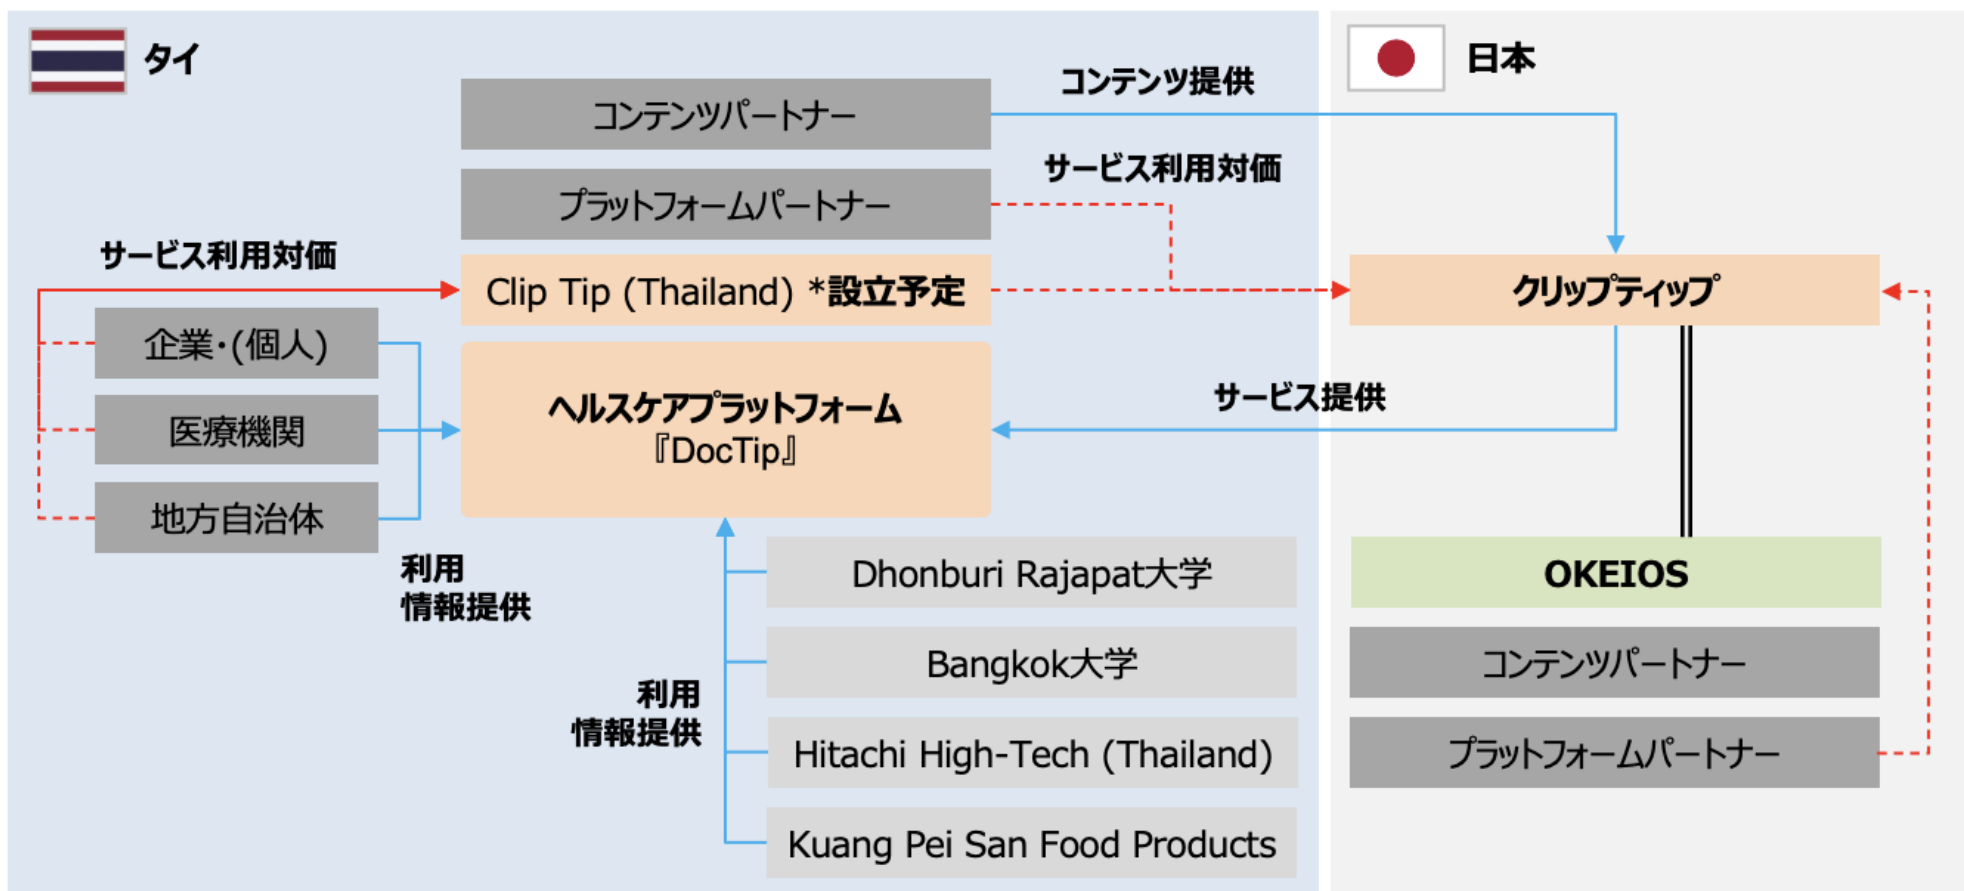 タイ
日本
コンテンツ提供
コンテンツパートナー
サービス利用対価
プラットフォームパートナー
サービス利用対価
Clip Tip (Thailand) *設立予定
クリップティップ
企業・(個人)
医療機関
地方自治体
ヘルスケアプラットフォーム
『DocTip』
サービス提供
利用
情報提供
Dhonburi Rajapat大学
OKEIOS
Bangkok大学
コンテンツパートナー
利用
情報提供
Hitachi High-Tech (Thailand)
プラットフォームパートナー
Kuang Pei San Food Products